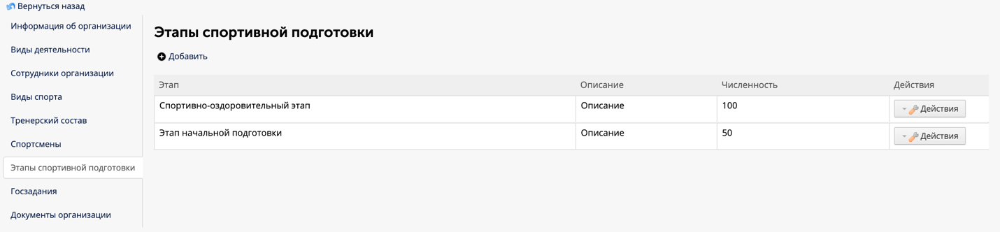 Вернуться назад
Информация об организации
Виды деятельности
Сотрудники организации
Виды спорта
Тренерский состав
Спортсмены
Этапы спортивной подготовки
Госзадания
Документы организации
Этапы спортивной подготовки
Добавить
Этап Описание Численность Действия
Спортивно-оздоровительный этап Описание 100 Действия
Этап начальной подготовки Описание 50 Действия